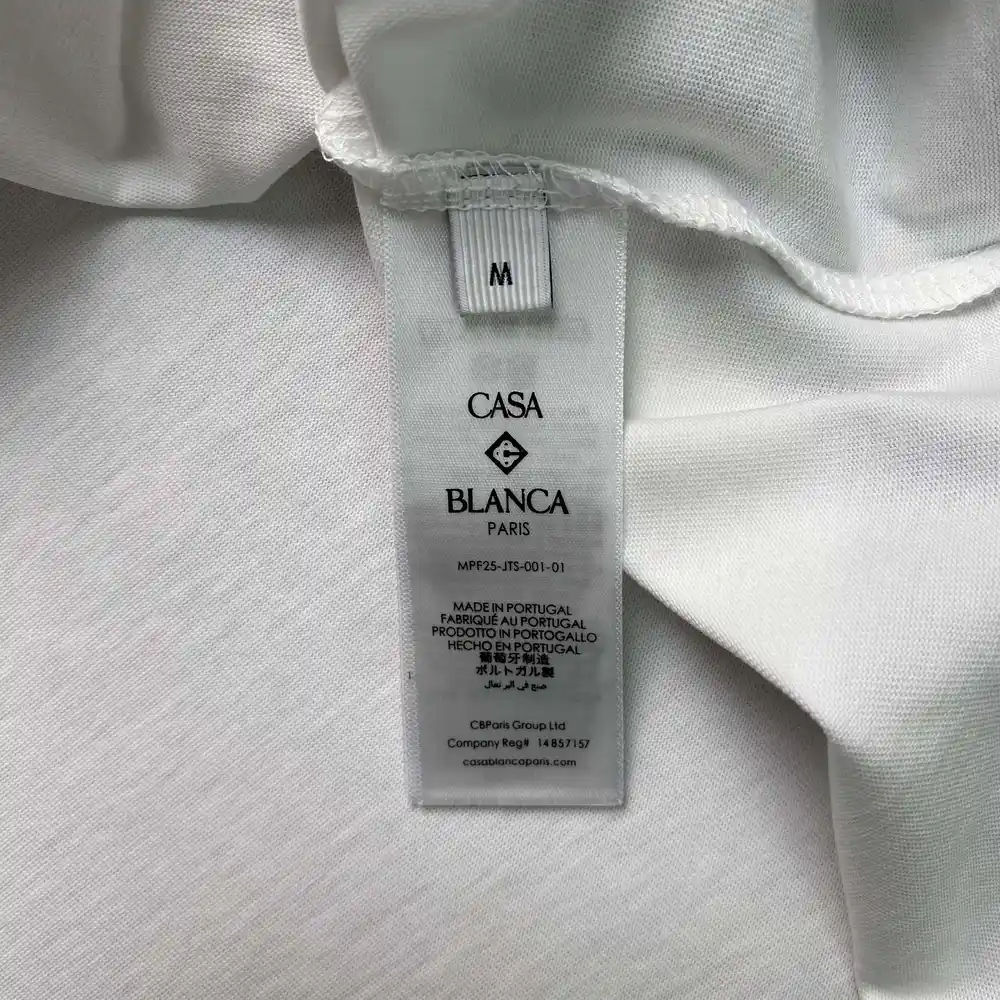 M
CASA
BLANCA
PARIS
MPF25-JTS-001-01
MADE IN PORTUGAL
FABRIQUÉ AU PORTUGAL
PRODOTTO IN PORTOGALLO
HECHO EN PORTUGAL
葡萄牙制造
ポルトガル製
صنع في البرتغال
CBParis Group Ltd
Company Reg# 14857157
casablancaparis.com